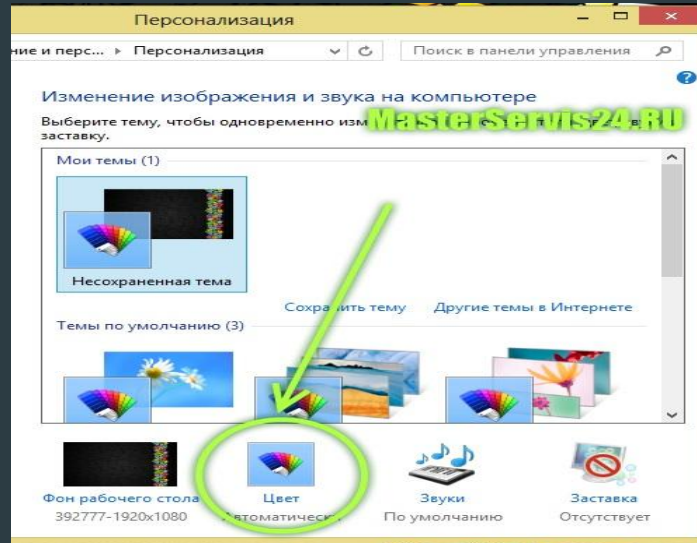 Персонализация
ние и перс... Персонализация
Поиск в панели управления
Изменение изображения и звука на компьютере
Выберите тему, чтобы одновременно изм
MasterServis24.RU
заставку.
Мои темы (1)
Несохраненная тема
Сохранить тему Другие темы в Интернете
Темы по умолчанию (3)
Фон рабочего стола Цвет Звуки Заставка
392777-1920x1080 Автоматически По умолчанию Отсутствует